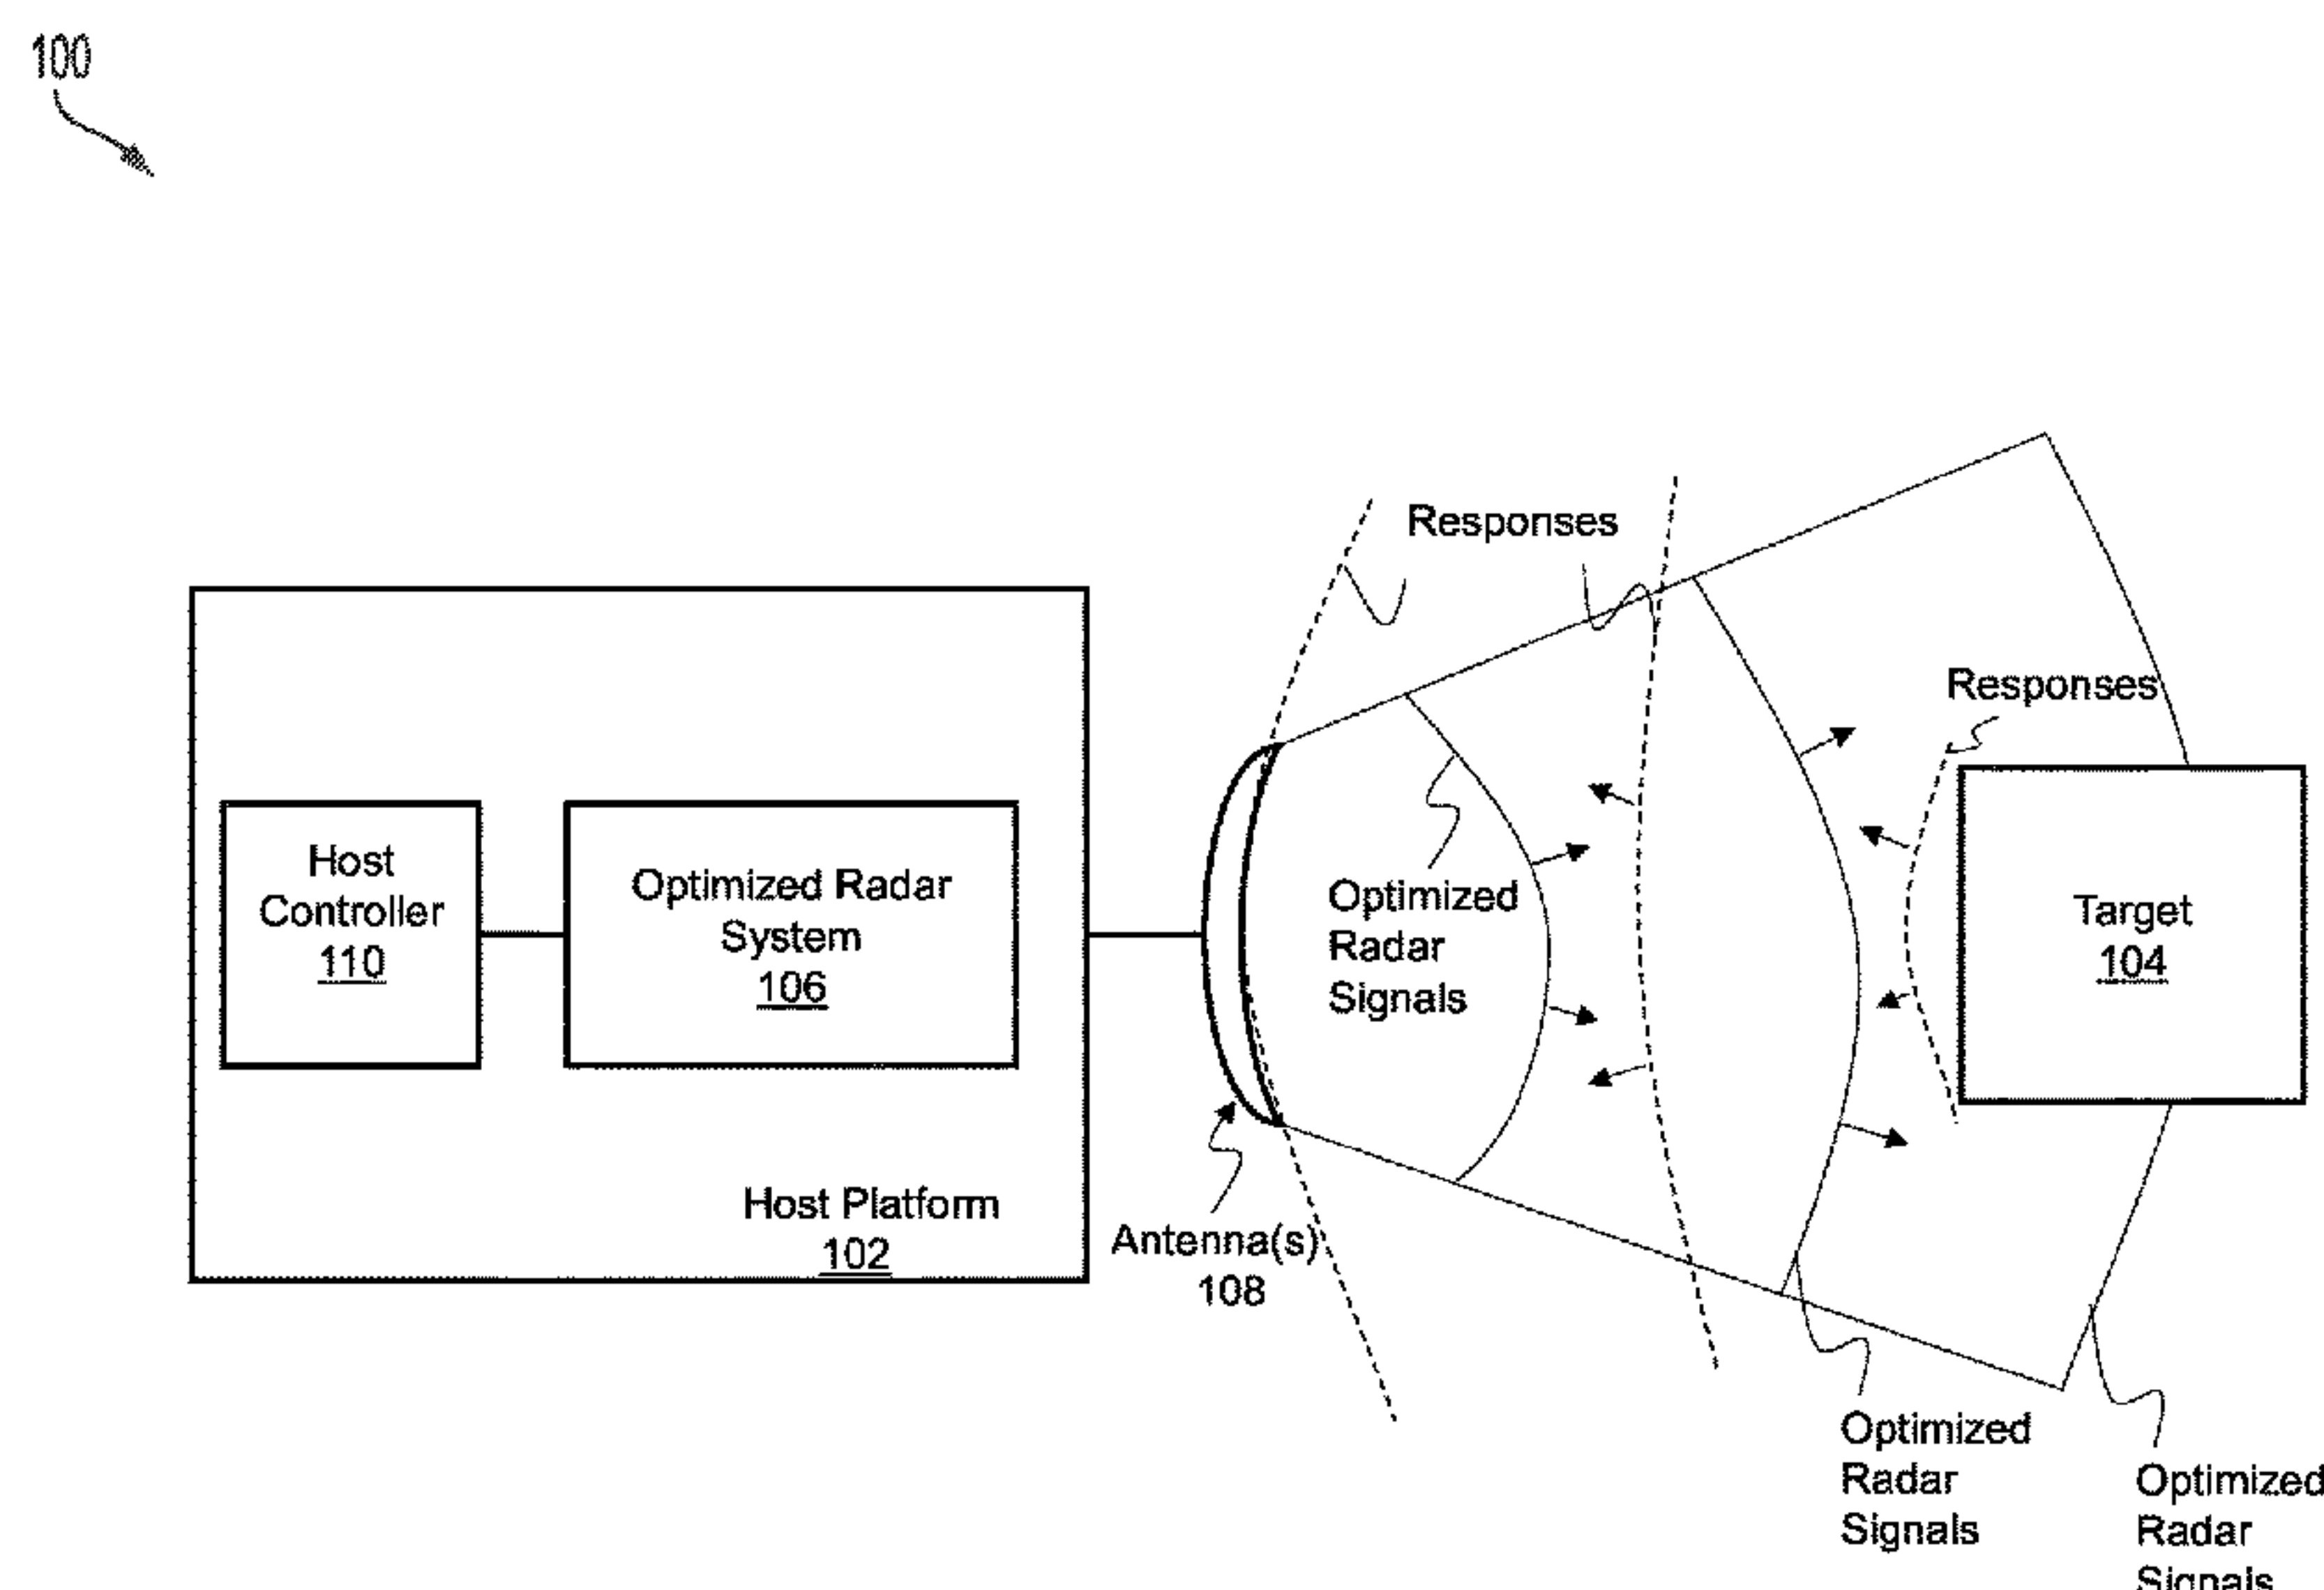 100
Responses
Responses
Host
Controller
110
Optimized Radar
System
106
Optimized
Radar
Signals
Target
104
Host Platform
102
Antenna(s)
108
Optimized
Radar
Signals
Optimized
Radar
Signals